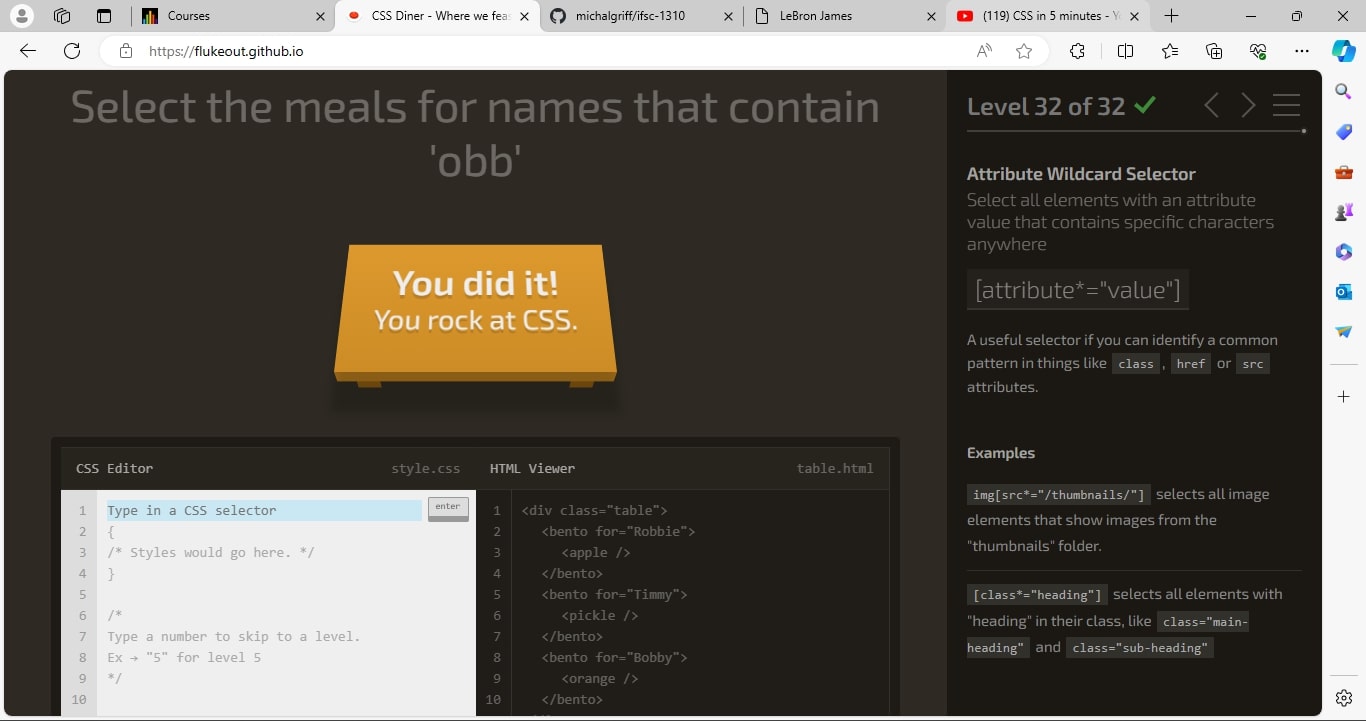 Courses
CSS Diner - Where we fea
michalgriff/ifsc-1310
LeBron James
(119) CSS in 5 minutes - Y
https://flukeout.github.io
Select the meals for names that contain
'obb'
You did it!
You rock at CSS.
CSS Editor
style.css
HTML Viewer
table.html
1 Type in a CSS selector
enter
2 {
3 /* Styles would go here. */
4 }
5
6 /*
7 Type a number to skip to a level.
8 Ex → "5" for level 5
9 */
10
1 <div class="table">
2 <bento for="Robbie">
3 <apple />
4 </bento>
5 <bento for="Timmy">
6 <pickle />
7 </bento>
8 <bento for="Bobby">
9 <orange />
10 </bento>
Level 32 of 32
Attribute Wildcard Selector
Select all elements with an attribute
value that contains specific characters
anywhere
[attribute*="value"]
A useful selector if you can identify a common
pattern in things like class , href or src
attributes.
Examples
img[src*="/thumbnails/"] selects all image
elements that show images from the
"thumbnails" folder.
[class*="heading"] selects all elements with
"heading" in their class, like class="main-
heading" and class="sub-heading"